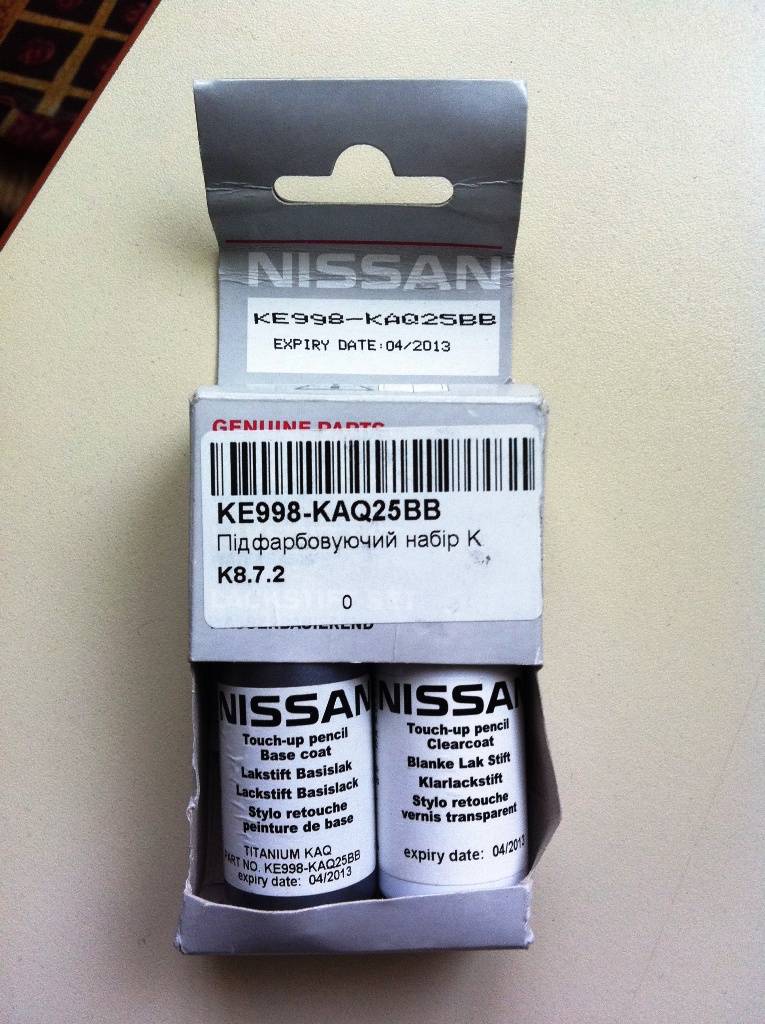 NISSAN
KE998-KAQ25BB
EXPIRY DATE:04/2013
GENUINE PARTS
KE998-KAQ25BB
Підфарбовуючий набір К
K8.7.2
0
LACKSTIFT SET
WASSERBASIEREND
NISSAN
Touch-up pencil
Base coat
Lakstift Basislak
Lackstift Basislack
Stylo retouche
peinture de base
TITANIUM KAQ
PART NO. KE998-KAQ25BB
expiry date: 04/2013
NISSAN
Touch-up pencil
Clearcoat
Blanke Lak Stift
Klarlackstift
Stylo retouche
vernis transparent
expiry date: 04/2013